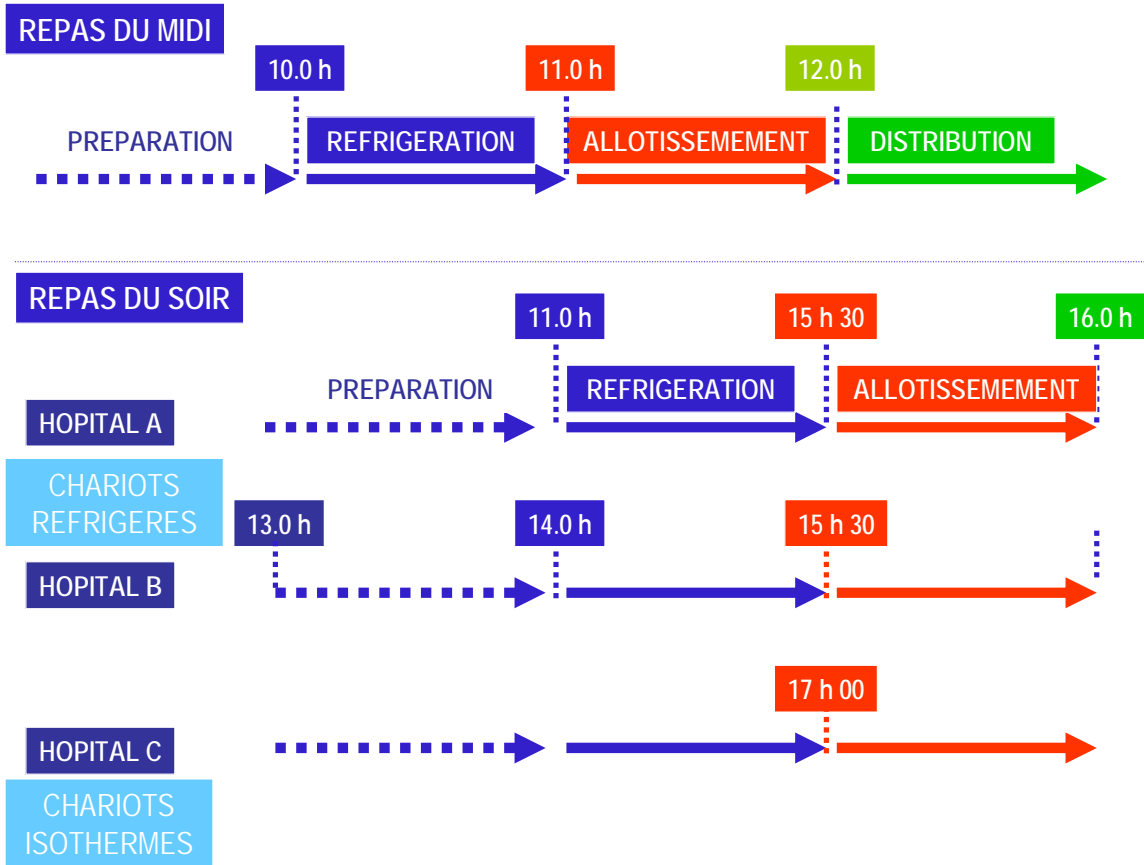 REPAS DU MIDI
10.0 h 11.0 h 12.0 h
PREPARATION REFRIGERATION ALLOTISSEMEMENT DISTRIBUTION
REPAS DU SOIR
11.0 h 15 h 30 16.0 h
PREPARATION REFRIGERATION ALLOTISSEMEMENT
HOPITAL A
CHARIOTS
REFRIGERES
13.0 h 14.0 h 15 h 30
HOPITAL B
17 h 00
HOPITAL C
CHARIOTS
ISOTHERMES